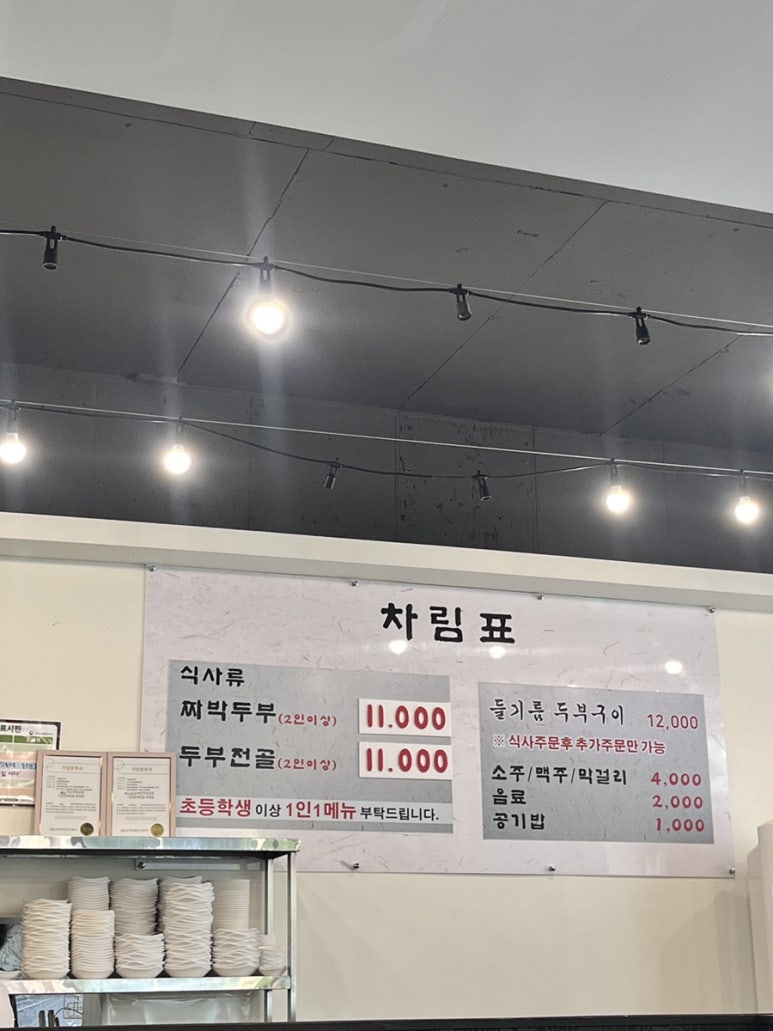 차림표
식사류
짜박두부(2인이상) 11.000
두부전골(2인이상) 11.000
초등학생 이상 1인1메뉴 부탁드립니다.
들기름 두부구이 12,000
※ 식사주문후 추가주문만 가능
소주/맥주/막걸리 4,000
음료 2,000
공기밥 1,000
표시판